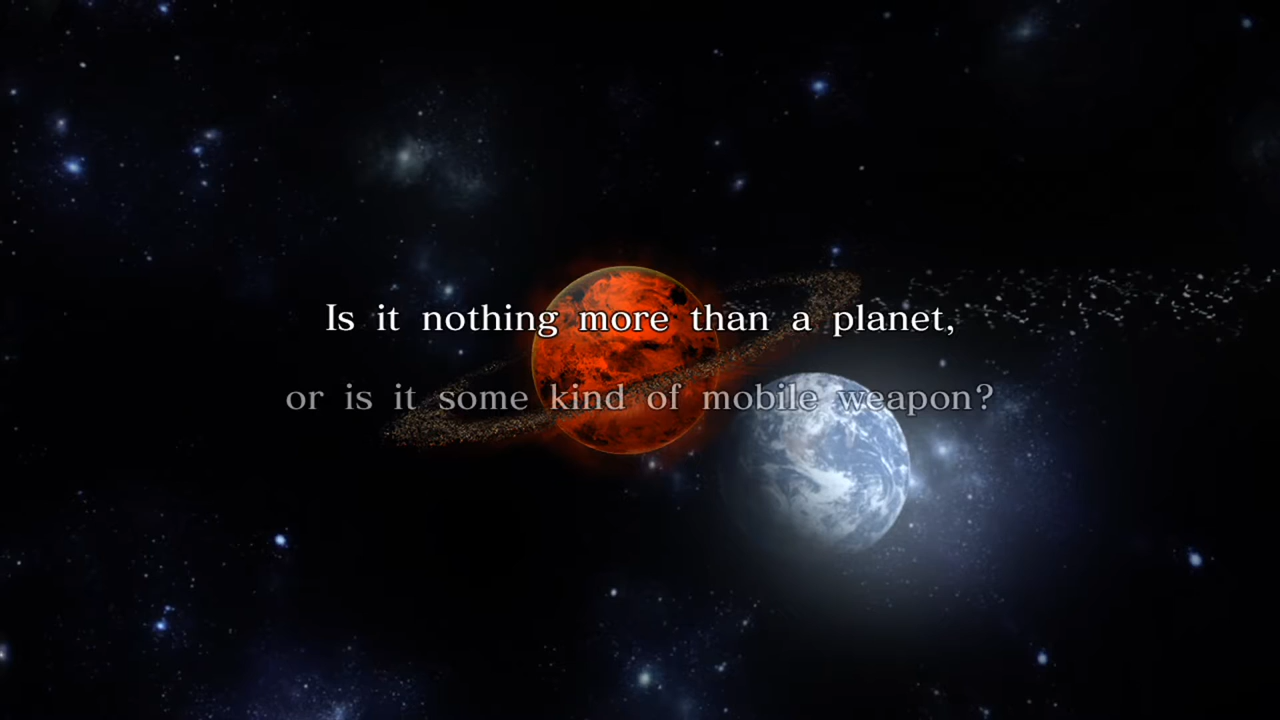 Is it nothing more than a planet,
or is it some kind of mobile weapon?